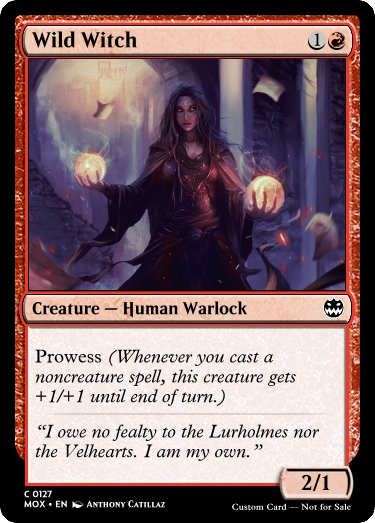 Wild Witch 1
Creature — Human Warlock
Prowess (Whenever you cast a
noncreature spell, this creature gets
+1/+1 until end of turn.)
“I owe no fealty to the Lurholmes nor
the Velhearts. I am my own.”
2/1
C 0127
MOX • EN Anthony Catillaz
Custom Card — Not for Sale